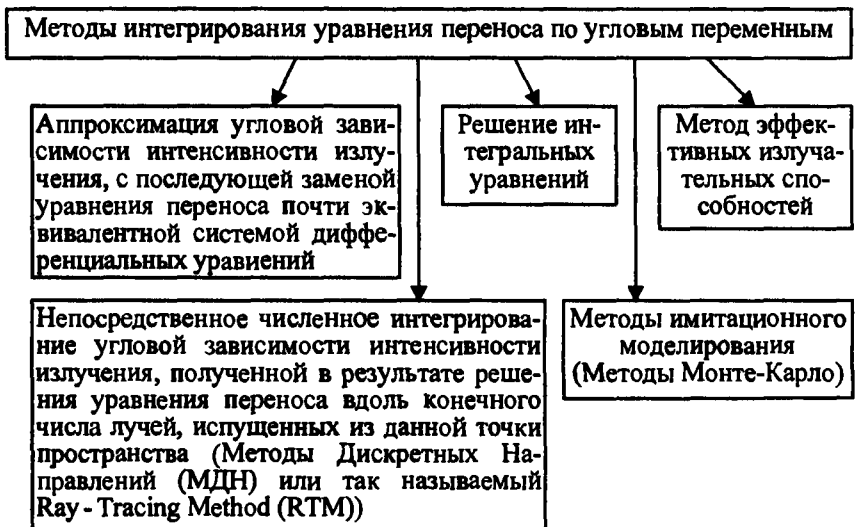 Методы интегрирования уравнения переноса по угловым переменным
Аппроксимация угловой зави-
симости интенсивности излу-
чения, с последующей заменой
уравнения переноса почти эк-
вивалентной системой диффе-
ренциальных уравиений
Решение ин-
тегральных
уравнений
Метод эффек-
тивных излуча-
тельных спо-
собностей
Непосредственное численное интегрирова-
ние угловой зависимости интенсивности
излучения, полученной в результате реше-
ния уравнения переноса вдоль конечного
числа лучей, испущенных из данной точки
пространства (Методы Дискретных На-
правлений (МДН) или так называемый
Ray - Tracing Method (RTM))
Методы имитационного
моделирования
(Методы Монте-Карло)